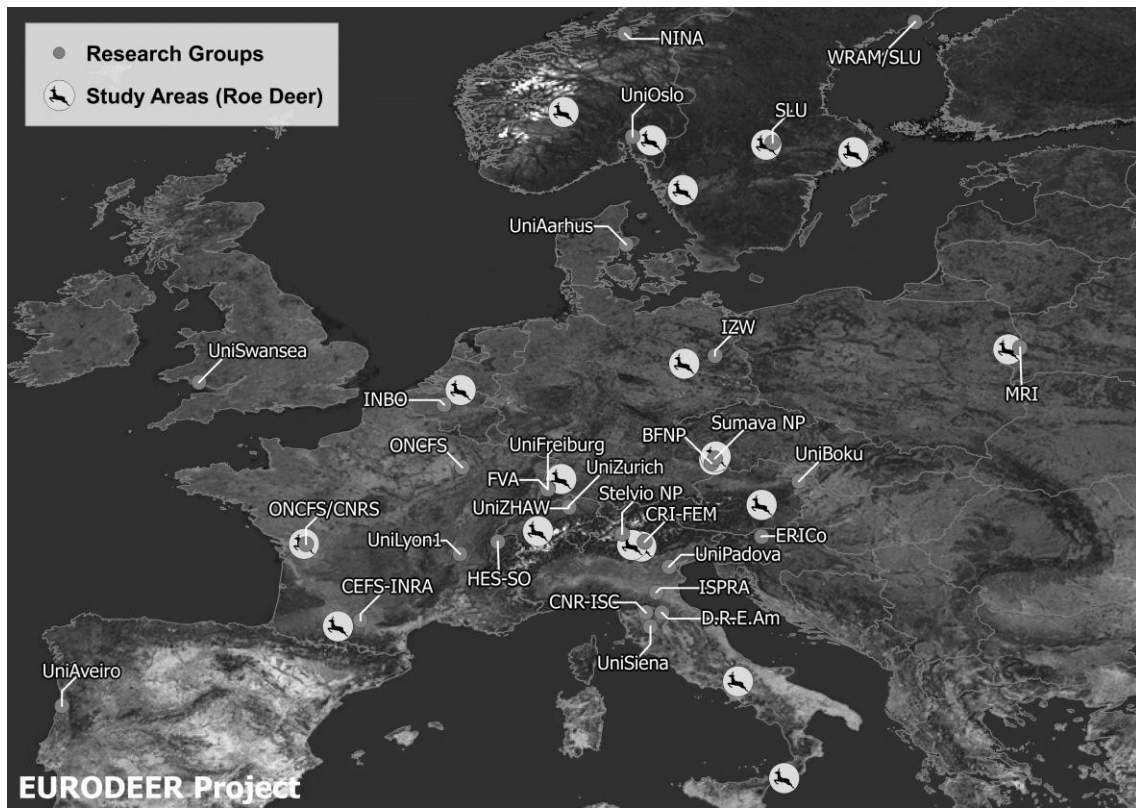 Research Groups
Study Areas (Roe Deer)
NINA
WRAM/SLU
UniOslo
SLU
UniAarhus
UniSwansea
IZW
MRI
INBO
ONCFS
UniFreiburg
BFNP
Sumava NP
FVA
UniZurich
UniBoku
UniZHAW
Stelvio NP
ONCFS/CNRS
CRI-FEM
UniLyon1
HES-SO
ERICo
UniPadova
CEFS-INRA
ISPRA
CNR-ISC
D.R.E.Am
UniSiena
UniAveiro
EURODEER Project